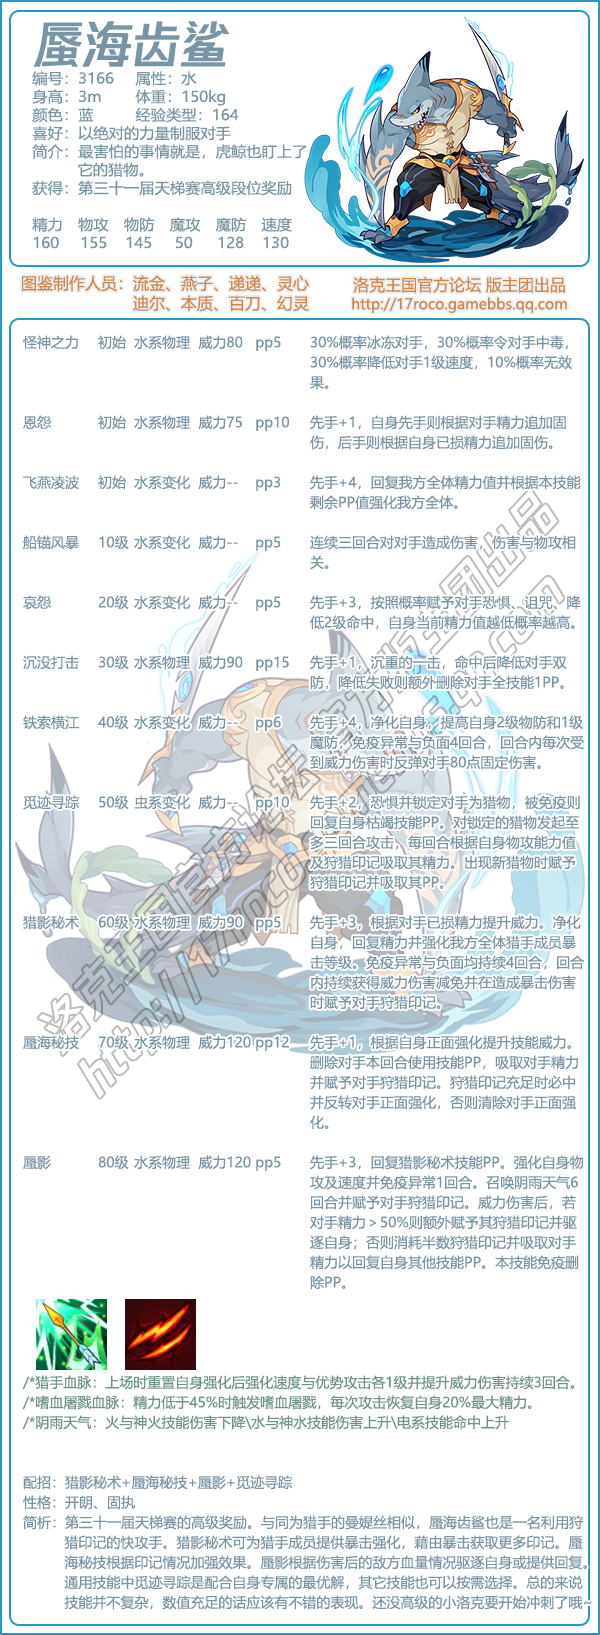 蜃海齿鲨
编号：3166 属性：水
身高：3m 体重：150kg
颜色：蓝 经验类型：164
喜好：以绝对的力量制服对手
简介：最害怕的事情就是，虎鲸也盯上了
它的猎物。
获得：第三十一届天梯赛高级段位奖励
精力 物攻 物防 魔攻 魔防 速度
160 155 145 50 128 130
图鉴制作人员：流金、燕子、递递、灵心
迪尔、本质、百刀、幻灵
洛克王国官方论坛 版主团出品
http://17roco.gamebbs.qq.com
怪神之力 初始 水系物理 威力80 pp5 30%概率冰冻对手，30%概率令对手中毒，
30%概率降低对手1级速度，10%概率无效
果。
恩怨 初始 水系物理 威力75 pp10 先手+1，自身先手则根据对手精力追加固
伤，后手则根据自身已损精力追加固伤。
飞燕凌波 初始 水系变化 威力-- pp3 先手+4，回复我方全体精力值并根据本技能
剩余PP值强化我方全体。
船锚风暴 10级 水系变化 威力-- pp5 连续三回合对对手造成伤害，伤害与物攻相
关。
哀怨 20级 水系变化 威力-- pp5 先手+3，按照概率赋予对手恐惧、诅咒、降
低2级命中，自身当前精力值越低概率越高。
沉没打击 30级 水系物理 威力90 pp15 先手+1，沉重的一击，命中后降低对手双
防，降低失败则额外删除对手全技能1PP。
铁索横江 40级 水系变化 威力-- pp6 先手+4，净化自身，提高自身2级物防和1级
魔防，免疫异常与负面4回合，回合内每次受
到威力伤害时反弹对手80点固定伤害。
觅迹寻踪 50级 虫系变化 威力-- pp10 先手+2，恐惧并锁定对手为猎物，被免疫则
回复自身枯竭技能PP。对锁定的猎物发起至
多三回合攻击，每回合根据自身物攻能力值
及狩猎印记吸取其精力。出现新猎物时赋予
狩猎印记并吸取其PP。
猎影秘术 60级 水系物理 威力90 pp5 先手+3，根据对手已损精力提升威力。净化
自身，回复精力并强化我方全体猎手成员暴
击等级。免疫异常与负面均持续4回合，回合
内持续获得威力伤害减免并在造成暴击伤害
时赋予对手狩猎印记。
蜃海秘技 70级 水系物理 威力120 pp12 先手+1，根据自身正面强化提升技能威力。
删除对手本回合使用技能PP，吸取对手精力
并赋予对手狩猎印记。狩猎印记充足时必中
并反转对手正面强化，否则清除对手正面强
化。
蜃影 80级 水系物理 威力120 pp5 先手+3，回复猎影秘术技能PP。强化自身物
攻及速度并免疫异常1回合。召唤阴雨天气6
回合并赋予对手狩猎印记。威力伤害后，若
对手精力＞50%则额外赋予其狩猎印记并驱
逐自身；否则消耗半数狩猎印记并吸取对手
精力以回复自身其他技能PP。本技能免疫删
除PP。
/*猎手血脉：上场时重置自身强化后强化速度与优势攻击各1级并提升威力伤害持续3回合。
/*嗜血屠戮血脉：精力低于45%时触发嗜血屠戮，每次攻击恢复自身20%最大精力。
/*阴雨天气：火与神火技能伤害下降\水与神水技能伤害上升\电系技能命中上升
配招：猎影秘术+蜃海秘技+蜃影+觅迹寻踪
性格：开朗、固执
简析：第三十一届天梯赛的高级奖励。与同为猎手的曼媞丝相似，蜃海齿鲨也是一名利用狩
猎印记的快攻手。猎影秘术可为猎手成员提供暴击强化，藉由暴击获取更多印记。蜃
海秘技根据印记情况加强效果。蜃影根据伤害后的敌方血量情况驱逐自身或提供回复。
通用技能中觅迹寻踪是配合自身专属的最优解，其它技能也可以按需选择。总的来说
技能并不复杂，数值充足的话应该有不错的表现。还没高级的小洛克要开始冲刺了哦~
洛克王国官方论坛 版主团出品
http://17roco.gamebbs.qq.com